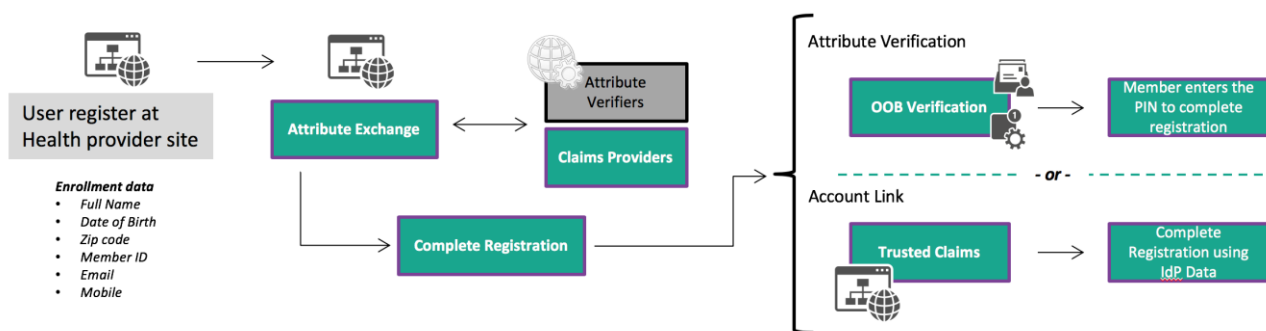 User register at
Health provider site
Enrollment data
• Full Name
• Date of Birth
• Zip code
• Member ID
• Email
• Mobile
Attribute Exchange
Attribute
Verifiers
Claims Providers
Complete Registration
Attribute Verification
OOB Verification
1
Member enters the
PIN to complete
registration
- or -
Account Link
Trusted Claims
Complete
Registration using
IdP Data